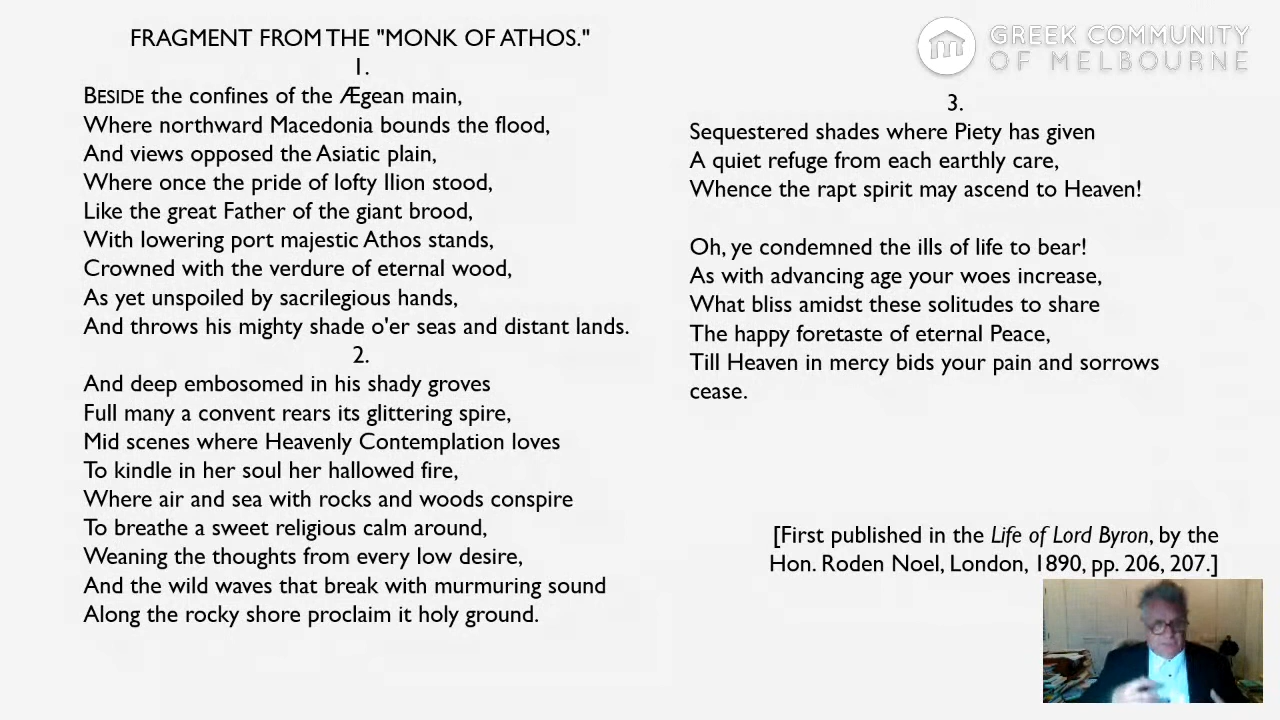 FRAGMENT FROM THE "MONK OF ATHOS."
1.
BESIDE the confines of the Ægean main,
Where northward Macedonia bounds the flood,
And views opposed the Asiatic plain,
Where once the pride of lofty Ilion stood,
Like the great Father of the giant brood,
With lowering port majestic Athos stands,
Crowned with the verdure of eternal wood,
As yet unspoiled by sacrilegious hands,
And throws his mighty shade o'er seas and distant lands.
2.
And deep embosomed in his shady groves
Full many a convent rears its glittering spire,
Mid scenes where Heavenly Contemplation loves
To kindle in her soul her hallowed fire,
Where air and sea with rocks and woods conspire
To breathe a sweet religious calm around,
Weaning the thoughts from every low desire,
And the wild waves that break with murmuring sound
Along the rocky shore proclaim it holy ground.
GREEK COMMUNITY
OF MELBOURNE
3.
Sequestered shades where Piety has given
A quiet refuge from each earthly care,
Whence the rapt spirit may ascend to Heaven!
Oh, ye condemned the ills of life to bear!
As with advancing age your woes increase,
What bliss amidst these solitudes to share
The happy foretaste of eternal Peace,
Till Heaven in mercy bids your pain and sorrows
cease.
[First published in the Life of Lord Byron, by the
Hon. Roden Noel, London, 1890, pp. 206, 207.]